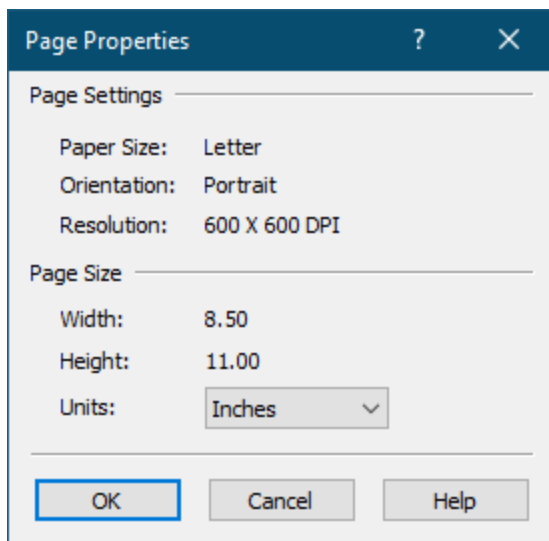 Page Properties ?
Page Settings
Paper Size: Letter
Orientation: Portrait
Resolution: 600 X 600 DPI
Page Size
Width: 8.50
Height: 11.00
Units: Inches
OK Cancel Help